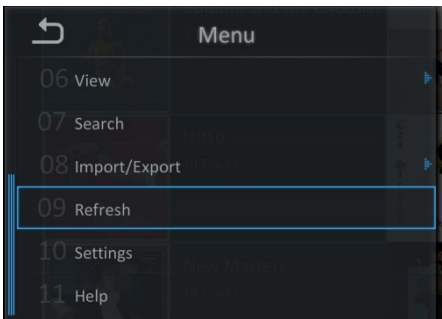 Menu
06 View
07 Search
08 Import/Export
09 Refresh
10 Settings
11 Help